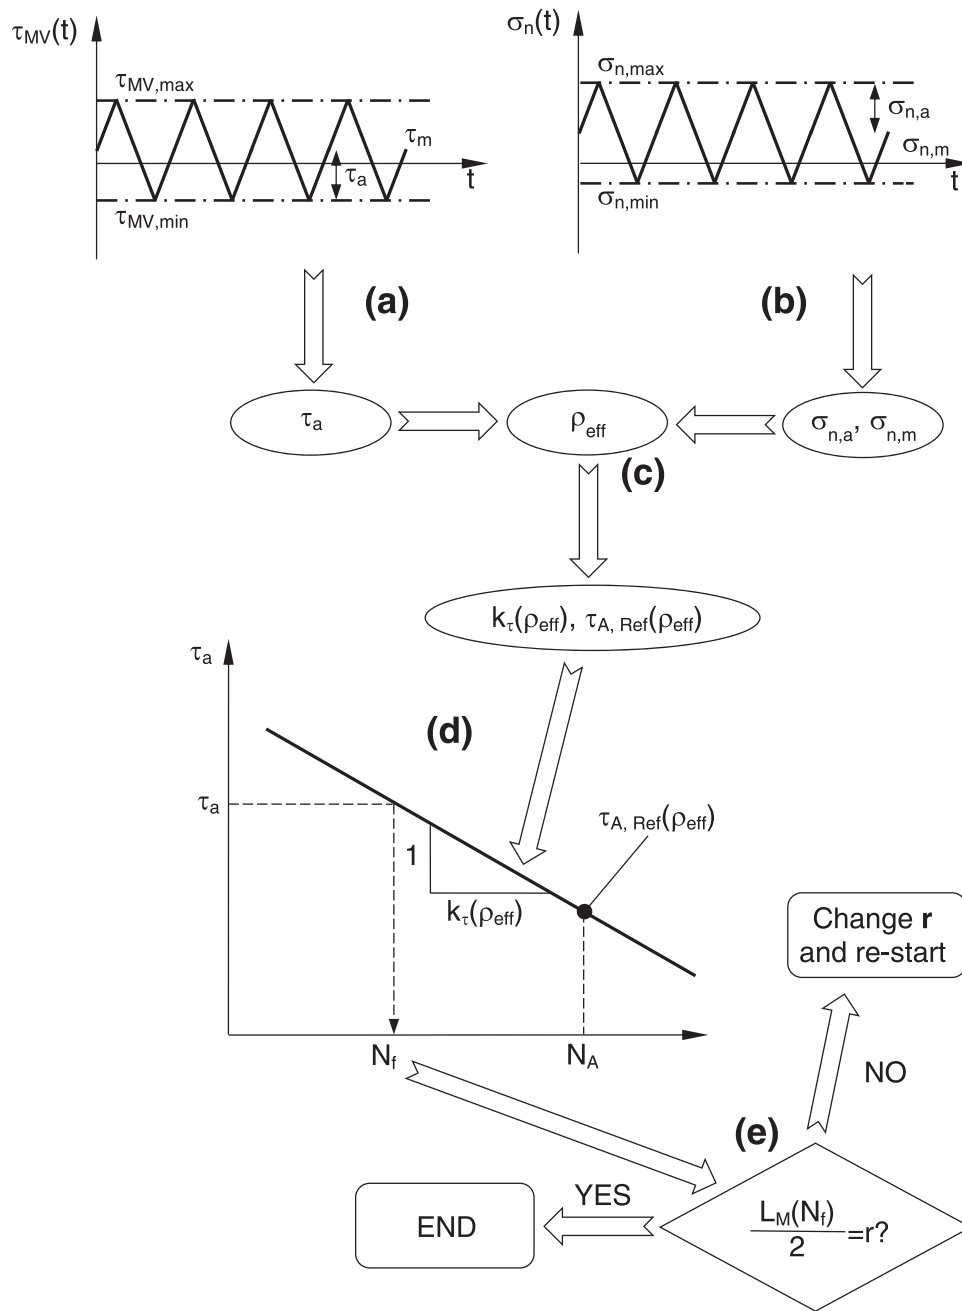 τMV(t)
τMV,max
τm
τa
t
τMV,min
σn(t)
σn,max
σn,a
σn,m
t
σn,min
(a)
(b)
τa
ρeff
σn,a, σn,m
(c)
kτ(ρeff), τA, Ref(ρeff)
τa
(d)
τa
τA, Ref(ρeff)
1
kτ(ρeff)
Change r
and re-start
Nf
NA
NO
(e)
YES
END
LM(Nf)
2
=r?